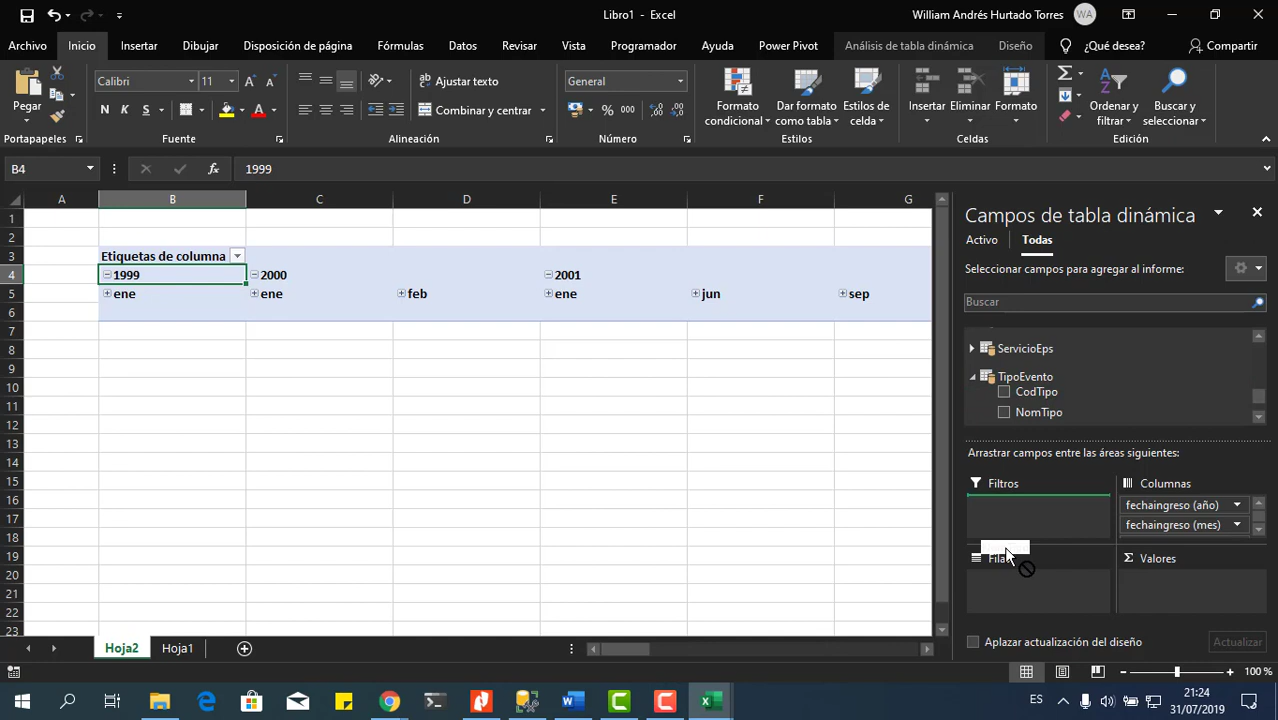 Libro1 - Excel
William Andrés Hurtado Torres
WA
Archivo Inicio Insertar Dibujar Disposición de página Fórmulas Datos Revisar Vista Programador Ayuda Power Pivot Análisis de tabla dinámica Diseño ¿Qué desea? Compartir
Pegar
Calibri 11
N K S
Ajustar texto
Combinar y centrar
General
% 000
Formato condicional
Dar formato como tabla
Estilos de celda
Insertar Eliminar Formato
Ordenar y filtrar
Buscar y seleccionar
Portapapeles Fuente Alineación Número Estilos Celdas Edición
B4 fx 1999
A B C D E F G
1
2
3 Etiquetas de columna
4 1999 2000 2001
5 ene ene feb ene jun sep
6
7
8
9
10
11
12
13
14
15
16
17
18
19
20
21
22
23
Campos de tabla dinámica
Activo Todas
Seleccionar campos para agregar al informe:
Buscar
ServicioEps
TipoEvento
CodTipo
NomTipo
Arrastrar campos entre las áreas siguientes:
Filtros
Columnas
fechaingreso (año)
fechaingreso (mes)
Σ Valores
Aplazar actualización del diseño
Actualizar
Hoja2 Hoja1
100 %
ES
21:24
31/07/2019